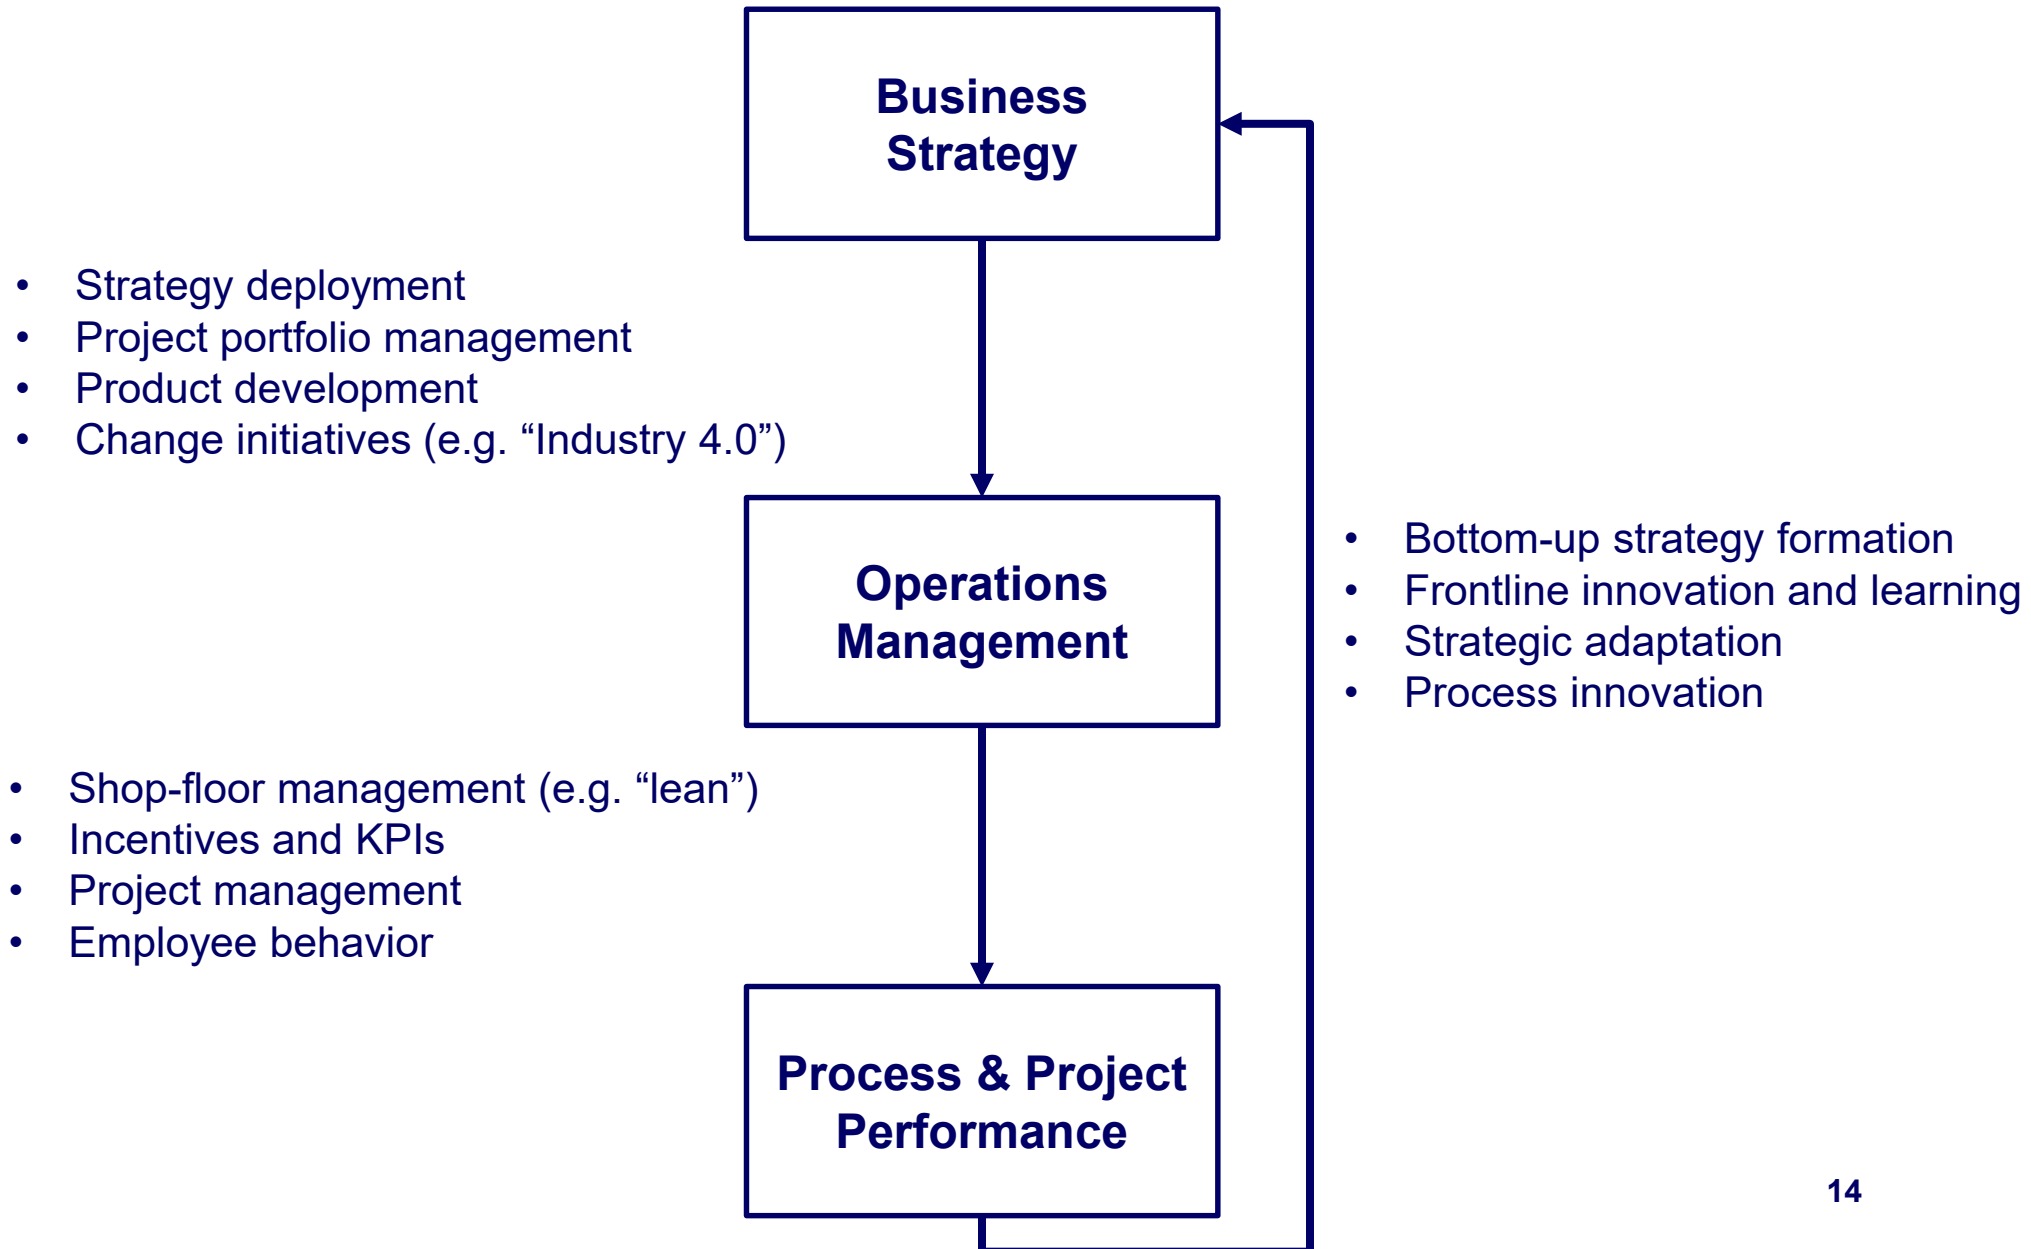 Business
Strategy
• Strategy deployment
• Project portfolio management
• Product development
• Change initiatives (e.g. “Industry 4.0”)
Operations
Management
• Bottom-up strategy formation
• Frontline innovation and learning
• Strategic adaptation
• Process innovation
• Shop-floor management (e.g. “lean”)
• Incentives and KPIs
• Project management
• Employee behavior
Process & Project
Performance
14